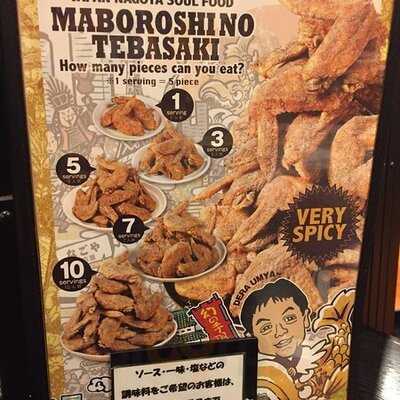 JAPAN NAGOYA SOUL FOOD
MABOROSHI NO
TEBASAKI
How many pieces can you eat?
※1 serving = 5 piece
1
serving
3
servings
5
servings
7
servings
10
servings
VERY
SPICY
DERA UMYA
ソース・一味・塩などの
調味料をご希望のお客様は、